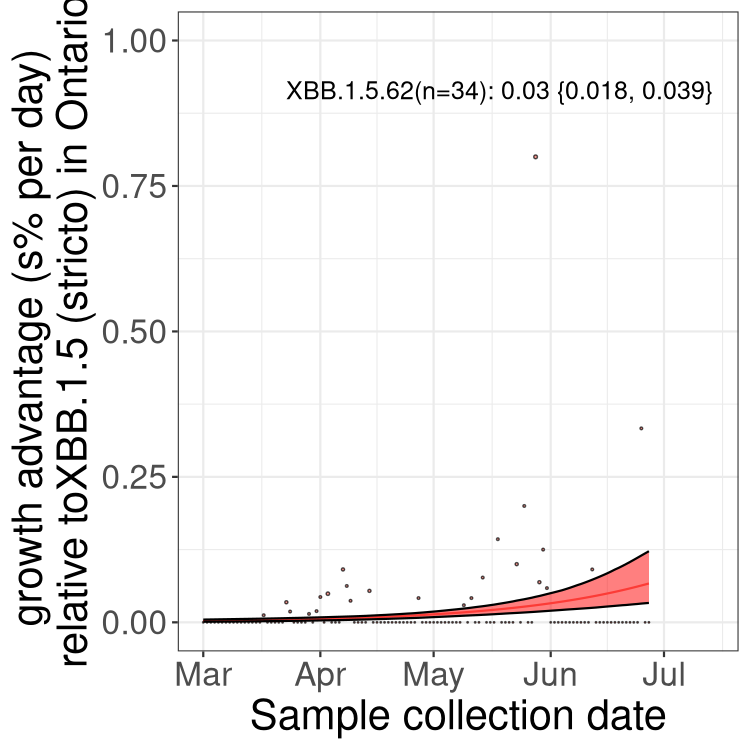 growth advantage (s% per day)
relative toXBB.1.5 (stricto) in Ontario
1.00
0.75
0.50
0.25
0.00
XBB.1.5.62(n=34): 0.03 {0.018, 0.039}
Mar Apr May Jun Jul
Sample collection date